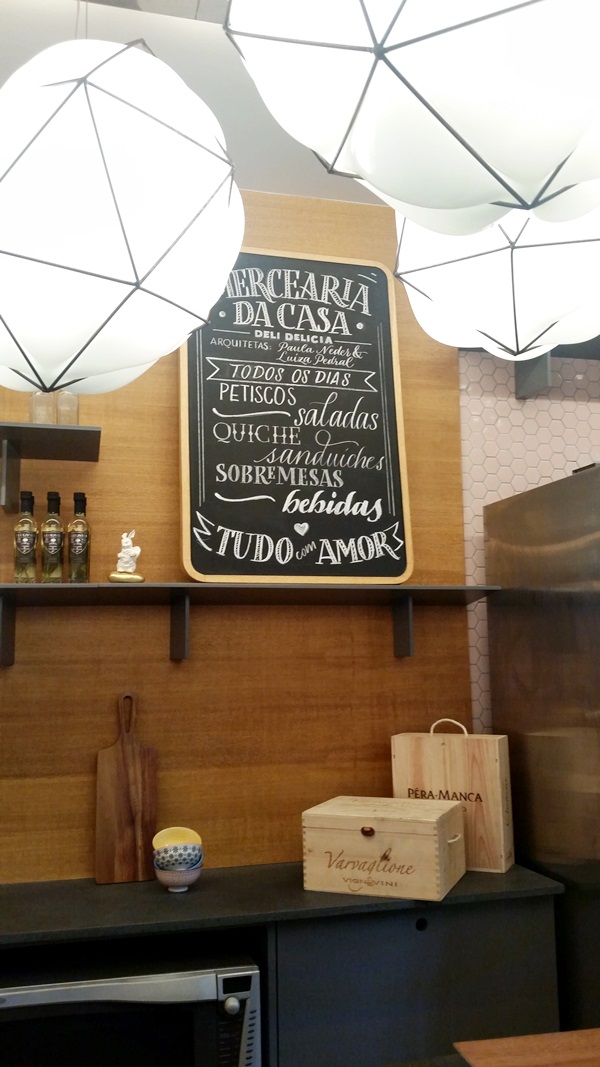 MERCEARIA
DA CASA
DELI DELICIA
ARQUITETAS: Paula Neder &
Luiza Pedral
TODOS OS DIAS
PETISCOS
saladas
QUICHE
sanduíches
SOBREMESAS
bebidas
TUDO com AMOR
PÊRA-MANCA
Varvaglione
VIGNE&VINI